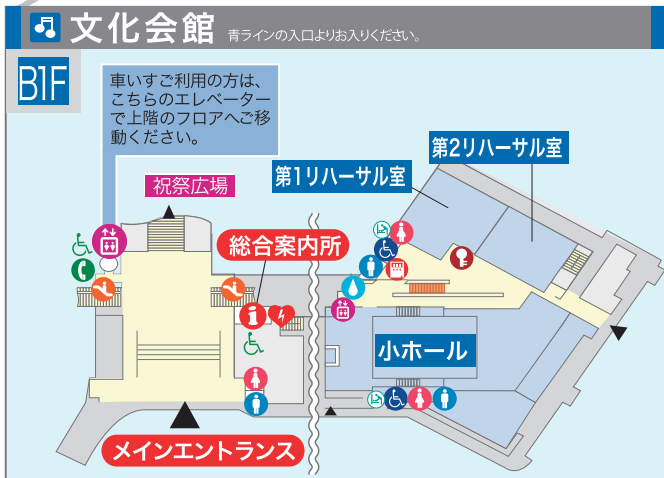 文化会館 青ラインの入口よりお入りください。
B1F
車いすご利用の方は、
こちらのエレベーター
で上階のフロアへご移
動ください。
第2リハーサル室
第1リハーサル室
祝祭広場
総合案内所
小ホール
メインエントランス